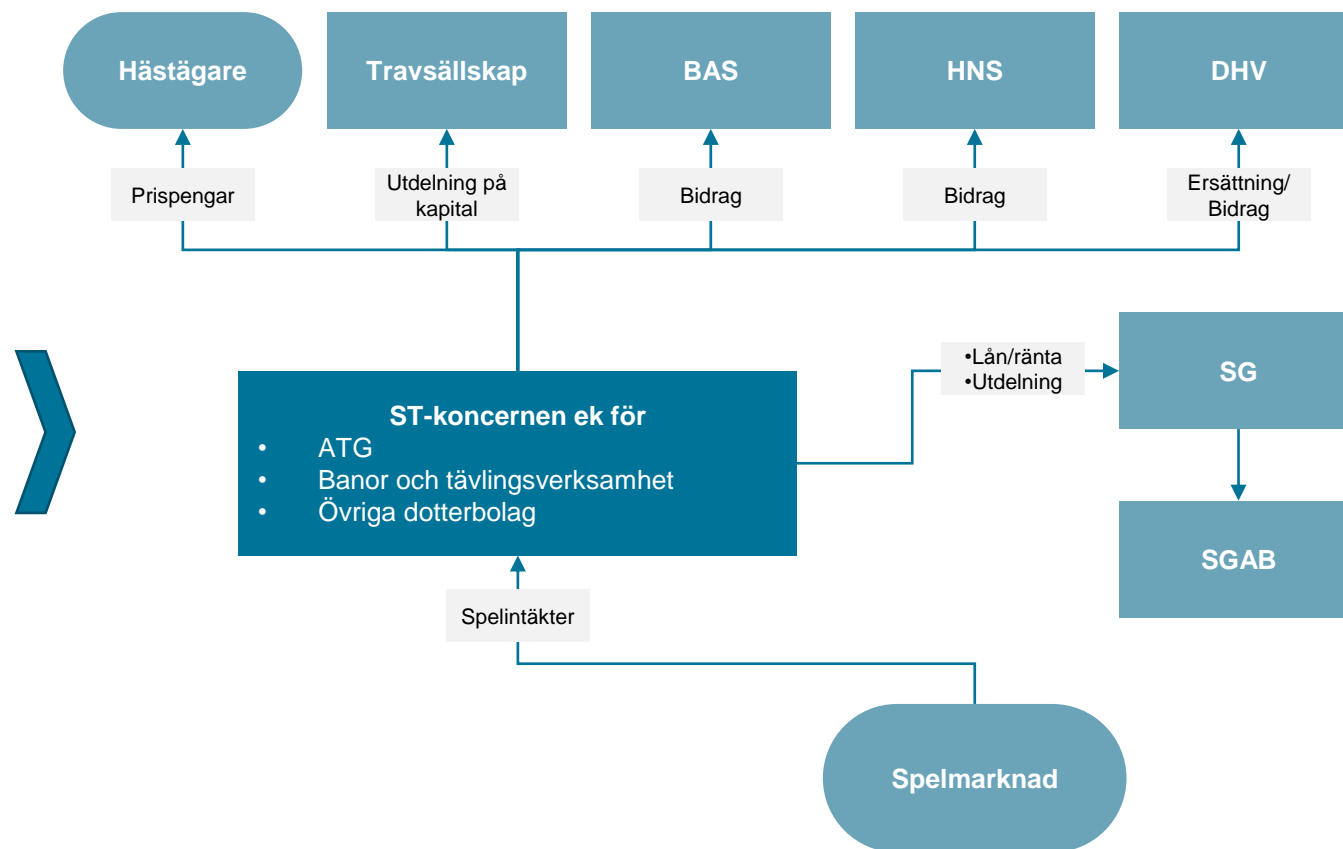 Hästägare
Travsällskap
BAS
HNS
DHV
Prispengar
Utdelning på
kapital
Bidrag
Bidrag
Ersättning/
Bidrag
•Lån/ränta
•Utdelning
SG
ST-koncernen ek för
• ATG
• Banor och tävlingsverksamhet
• Övriga dotterbolag
SGAB
Spelintäkter
Spelmarknad